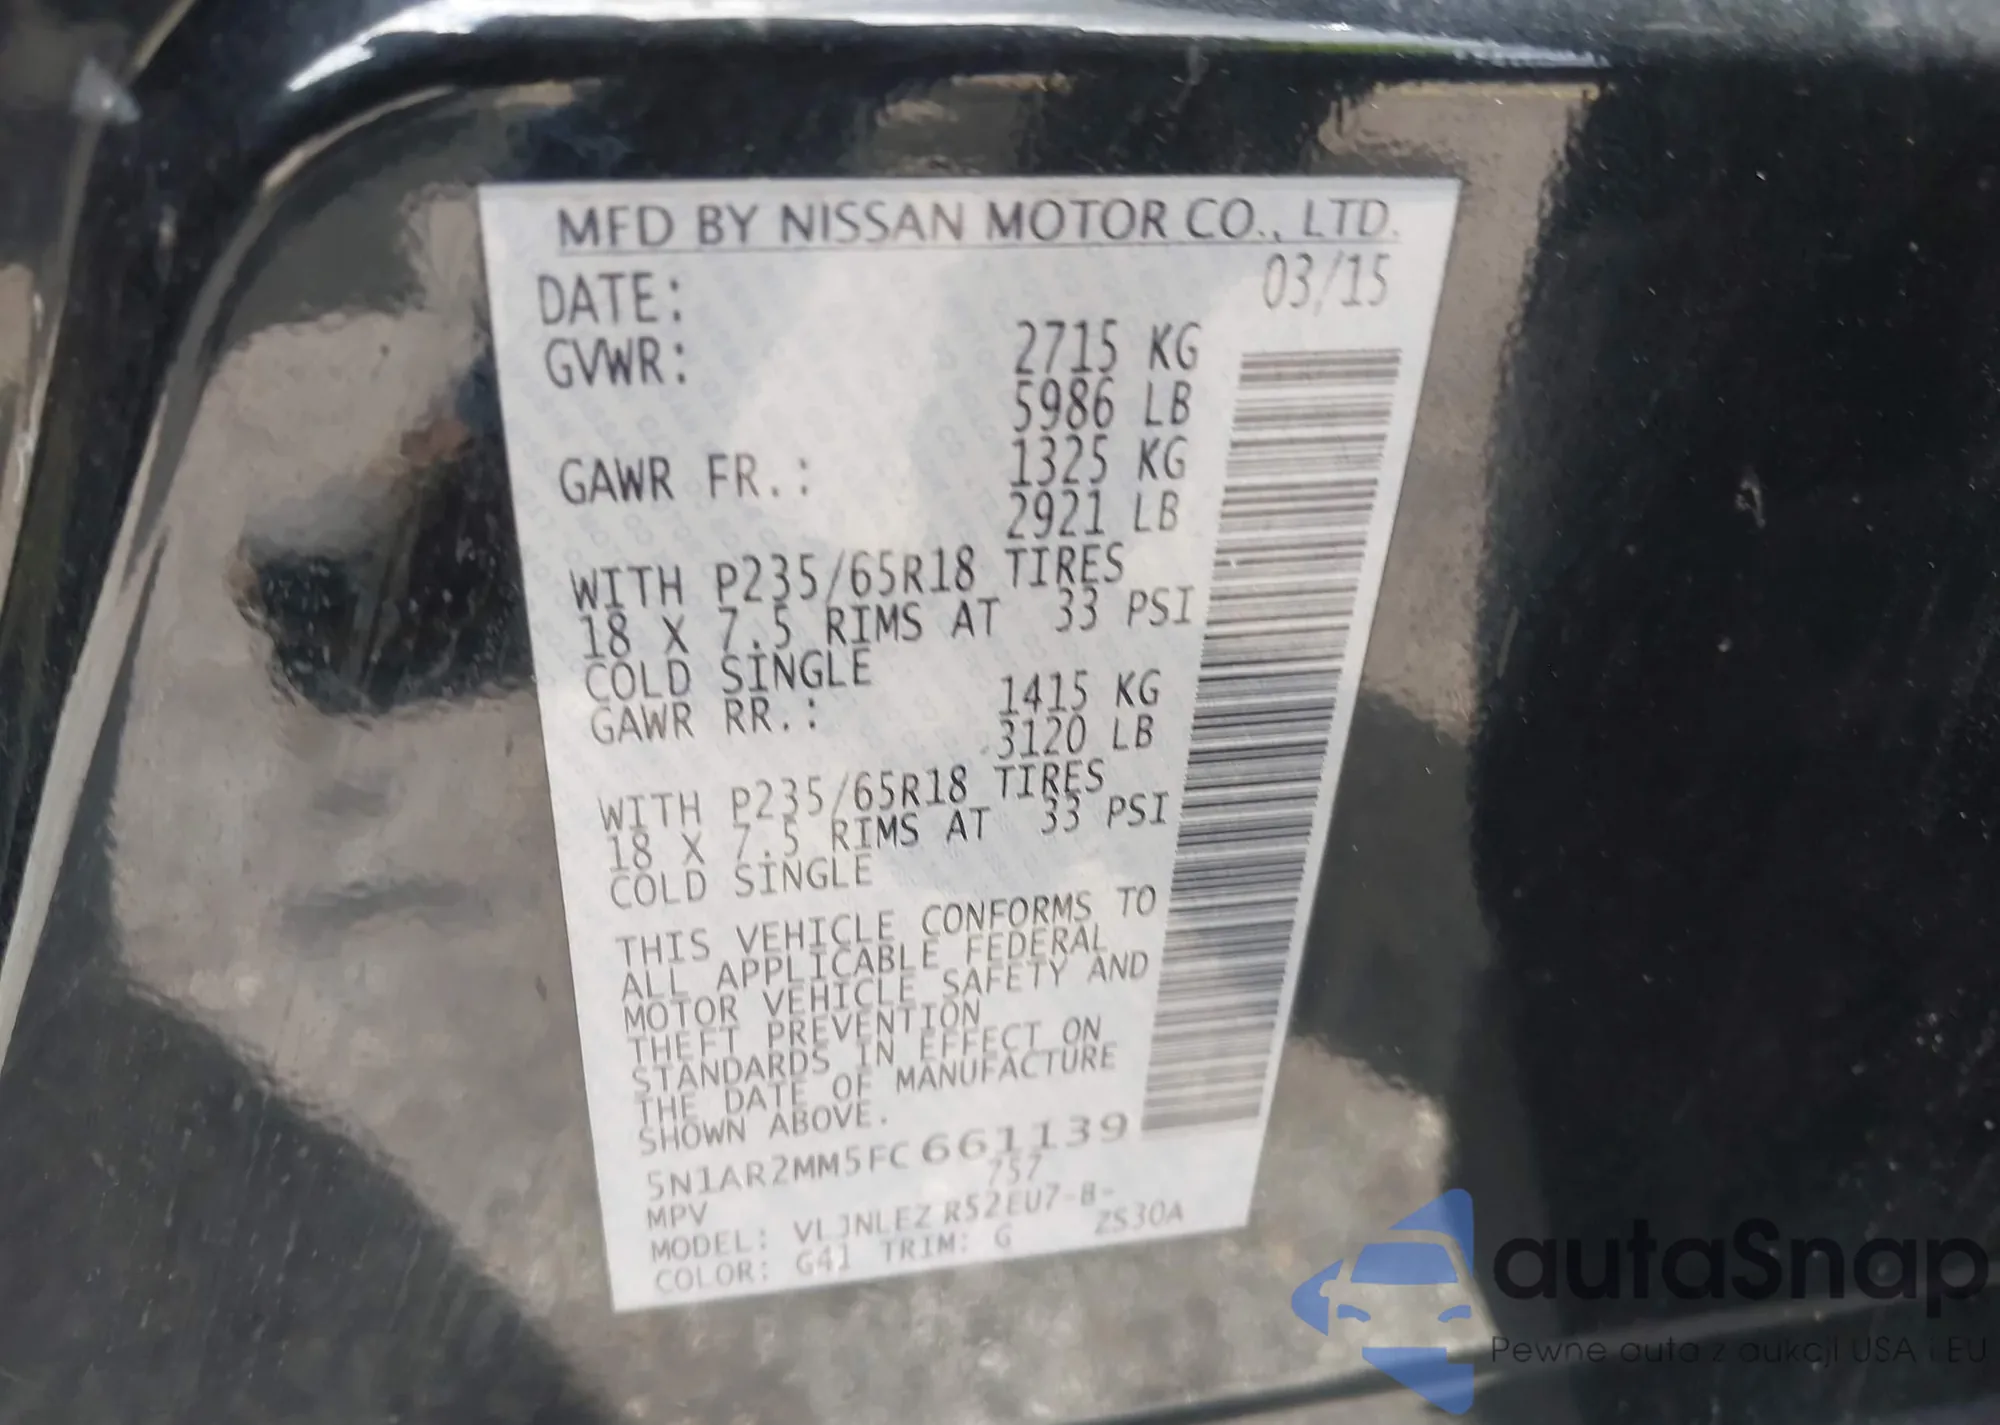 MFD BY NISSAN MOTOR CO., LTD.
DATE: 03/15
GVWR: 2715 KG
5986 LB
GAWR FR.: 1325 KG
2921 LB
WITH P235/65R18 TIRES
18 X 7.5 RIMS AT 33 PSI
COLD SINGLE
GAWR RR.: 1415 KG
3120 LB
WITH P235/65R18 TIRES
18 X 7.5 RIMS AT 33 PSI
COLD SINGLE
THIS VEHICLE CONFORMS TO
ALL APPLICABLE FEDERAL
MOTOR VEHICLE SAFETY AND
THEFT PREVENTION
STANDARDS IN EFFECT ON
THE DATE OF MANUFACTURE
SHOWN ABOVE.
5N1AR2MM5FC661139
MPV 757
MODEL: VLJNLEZ R52EU7-B-
COLOR: G41 TRIM: G ZS30A
autaSnap
Pewne auta z aukcji USA i EU